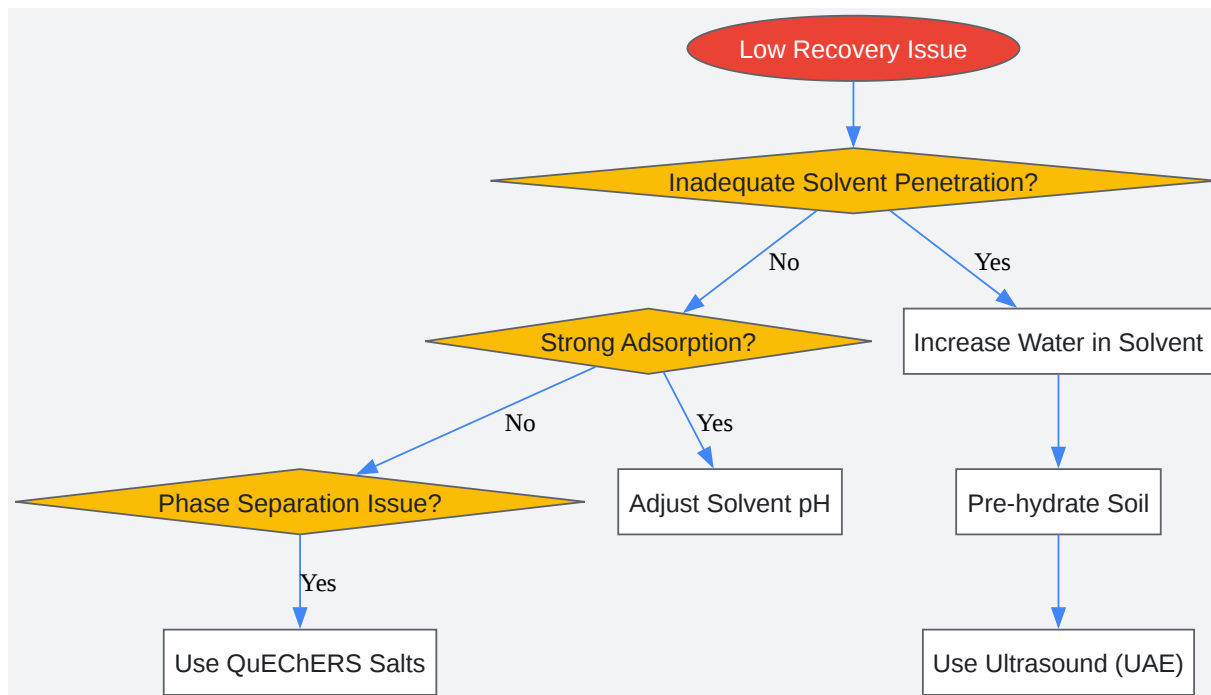 Low Recovery Issue
Inadequate Solvent Penetration?
No
Yes
Strong Adsorption?
Increase Water in Solvent
No
Yes
Phase Separation Issue?
Adjust Solvent pH
Pre-hydrate Soil
Yes
Use QuEChERS Salts
Use Ultrasound (UAE)